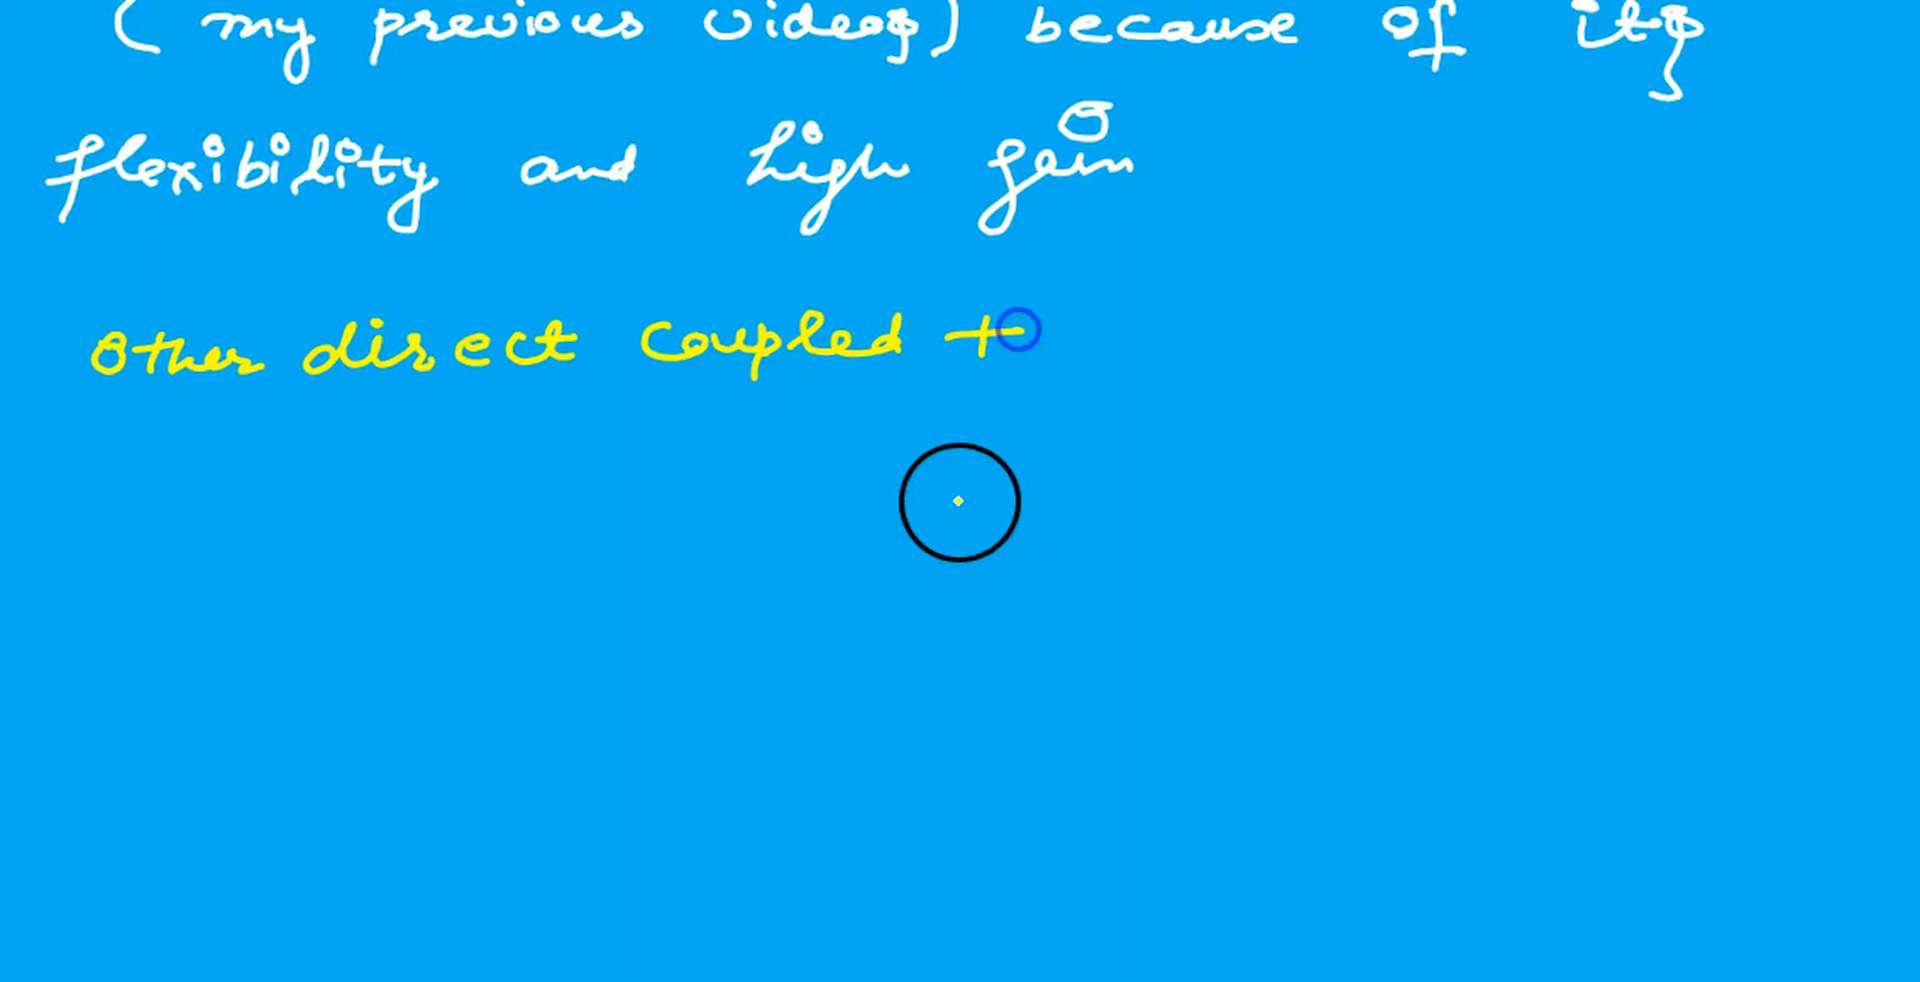 (my previous videos) because of its
flexibility and high gain
Other direct coupled t